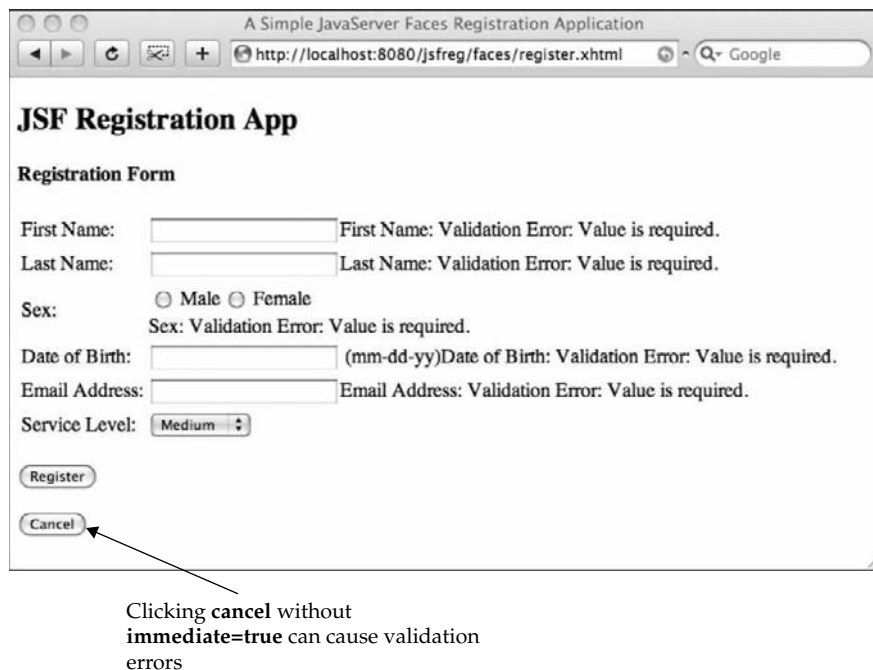 A Simple JavaServer Faces Registration Application
http://localhost:8080/jsfreg/faces/register.xhtml
Google
JSF Registration App
Registration Form
First Name: First Name: Validation Error: Value is required.
Last Name: Last Name: Validation Error: Value is required.
Sex: Male Female
Sex: Validation Error: Value is required.
Date of Birth: (mm-dd-yy)Date of Birth: Validation Error: Value is required.
Email Address: Email Address: Validation Error: Value is required.
Service Level: Medium
Register
Cancel
Clicking cancel without
immediate=true can cause validation
errors